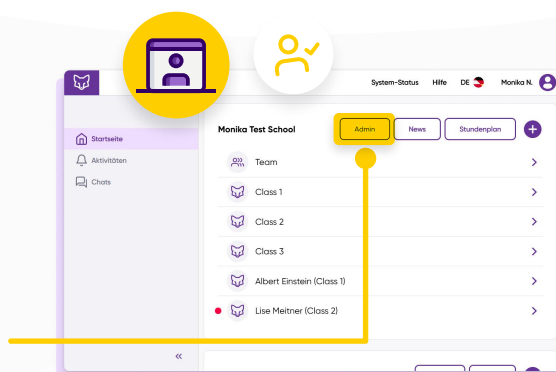 System-Status Hilfe DE Monika N.
Monika Test School Admin News Stundenplan
Startseite
Aktivitäten
Chats
Team
Class 1
Class 2
Class 3
Albert Einstein (Class 1)
Lise Meitner (Class 2)